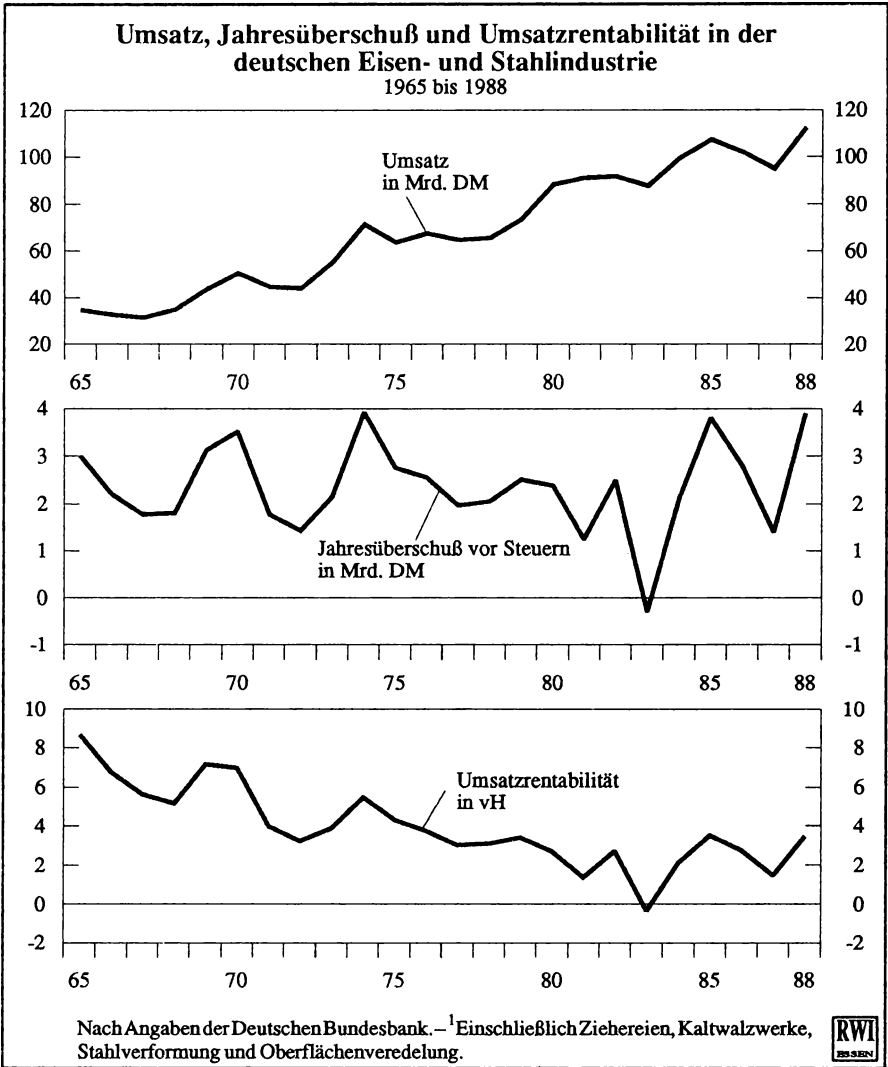 Umsatz, Jahresüberschuß und Umsatzrentabilität in der
deutschen Eisen- und Stahlindustrie
1965 bis 1988
120 120
100 100
80 80
60 60
40 40
20 20
Umsatz
in Mrd. DM
65 70 75 80 85 88
4 4
3 3
2 2
1 1
0 0
-1 -1
Jahresüberschuß vor Steuern
in Mrd. DM
65 70 75 80 85 88
10 10
8 8
6 6
4 4
2 2
0 0
-2 -2
Umsatzrentabilität
in vH
65 70 75 80 85 88
Nach Angaben der Deutschen Bundesbank.– ¹Einschließlich Ziehereien, Kaltwalzwerke,
Stahlverformung und Oberflächenveredelung.
RWI
ESSEN